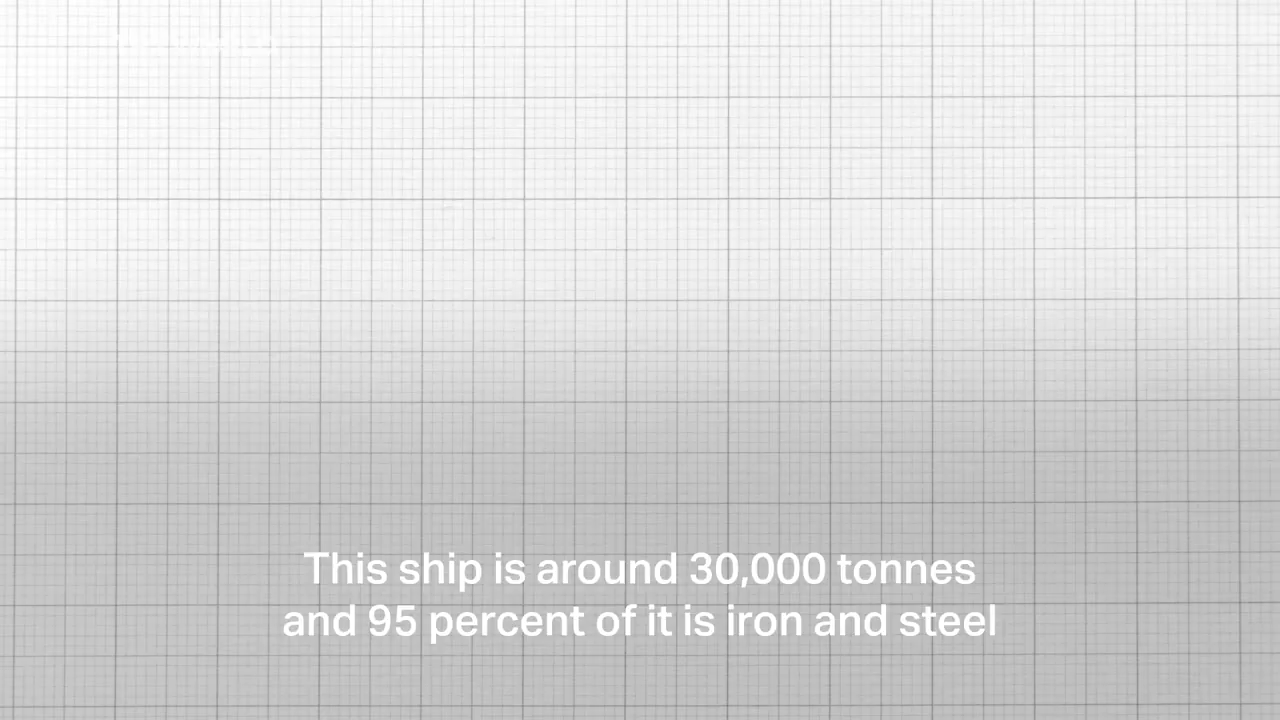 This ship is around 30,000 tonnes
and 95 percent of it is iron and steel